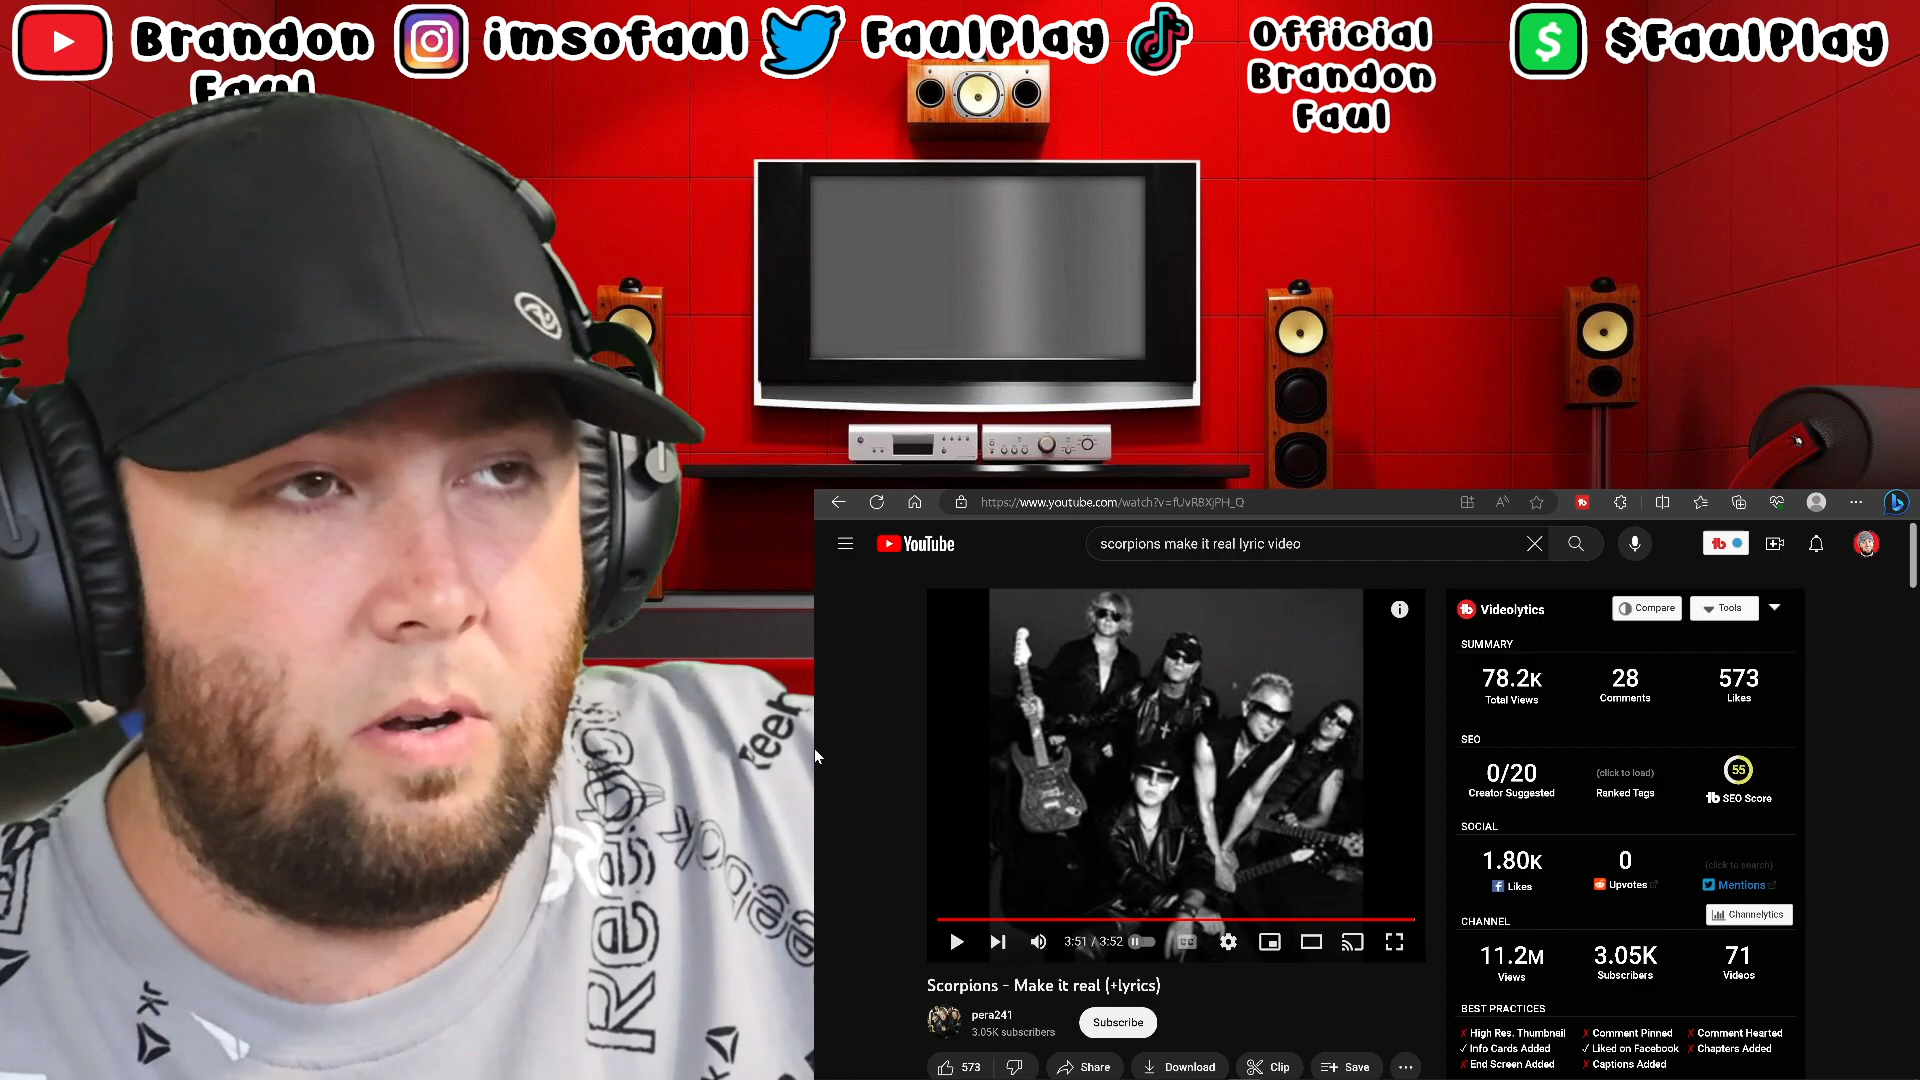 Brandon
Faul
imsofaul
FaulPlay
Official
Brandon
Faul
$FaulPlay
https://www.youtube.com/watch?v=fUvR8XjPH_Q
YouTube
scorpions make it real lyric video
Videolytics
Compare
Tools
SUMMARY
78.2K
28
573
Total Views
Comments
Likes
SEO
0/20
(click to load)
55
Creator Suggested
Ranked Tags
SEO Score
SOCIAL
1.80K
0
(click to search)
Likes
Upvotes
Mentions
Channelytics
CHANNEL
11.2M
3.05K
71
Views
Subscribers
Videos
BEST PRACTICES
✗ High Res. Thumbnail
✗ Comment Pinned
✗ Comment Hearted
✓ Info Cards Added
✓ Liked on Facebook
✗ Chapters Added
✗ End Screen Added
✗ Captions Added
3:51 / 3:52
CC
Scorpions - Make it real (+lyrics)
pera241
3.05K subscribers
Subscribe
573
Share
Download
Clip
Save
Reebok